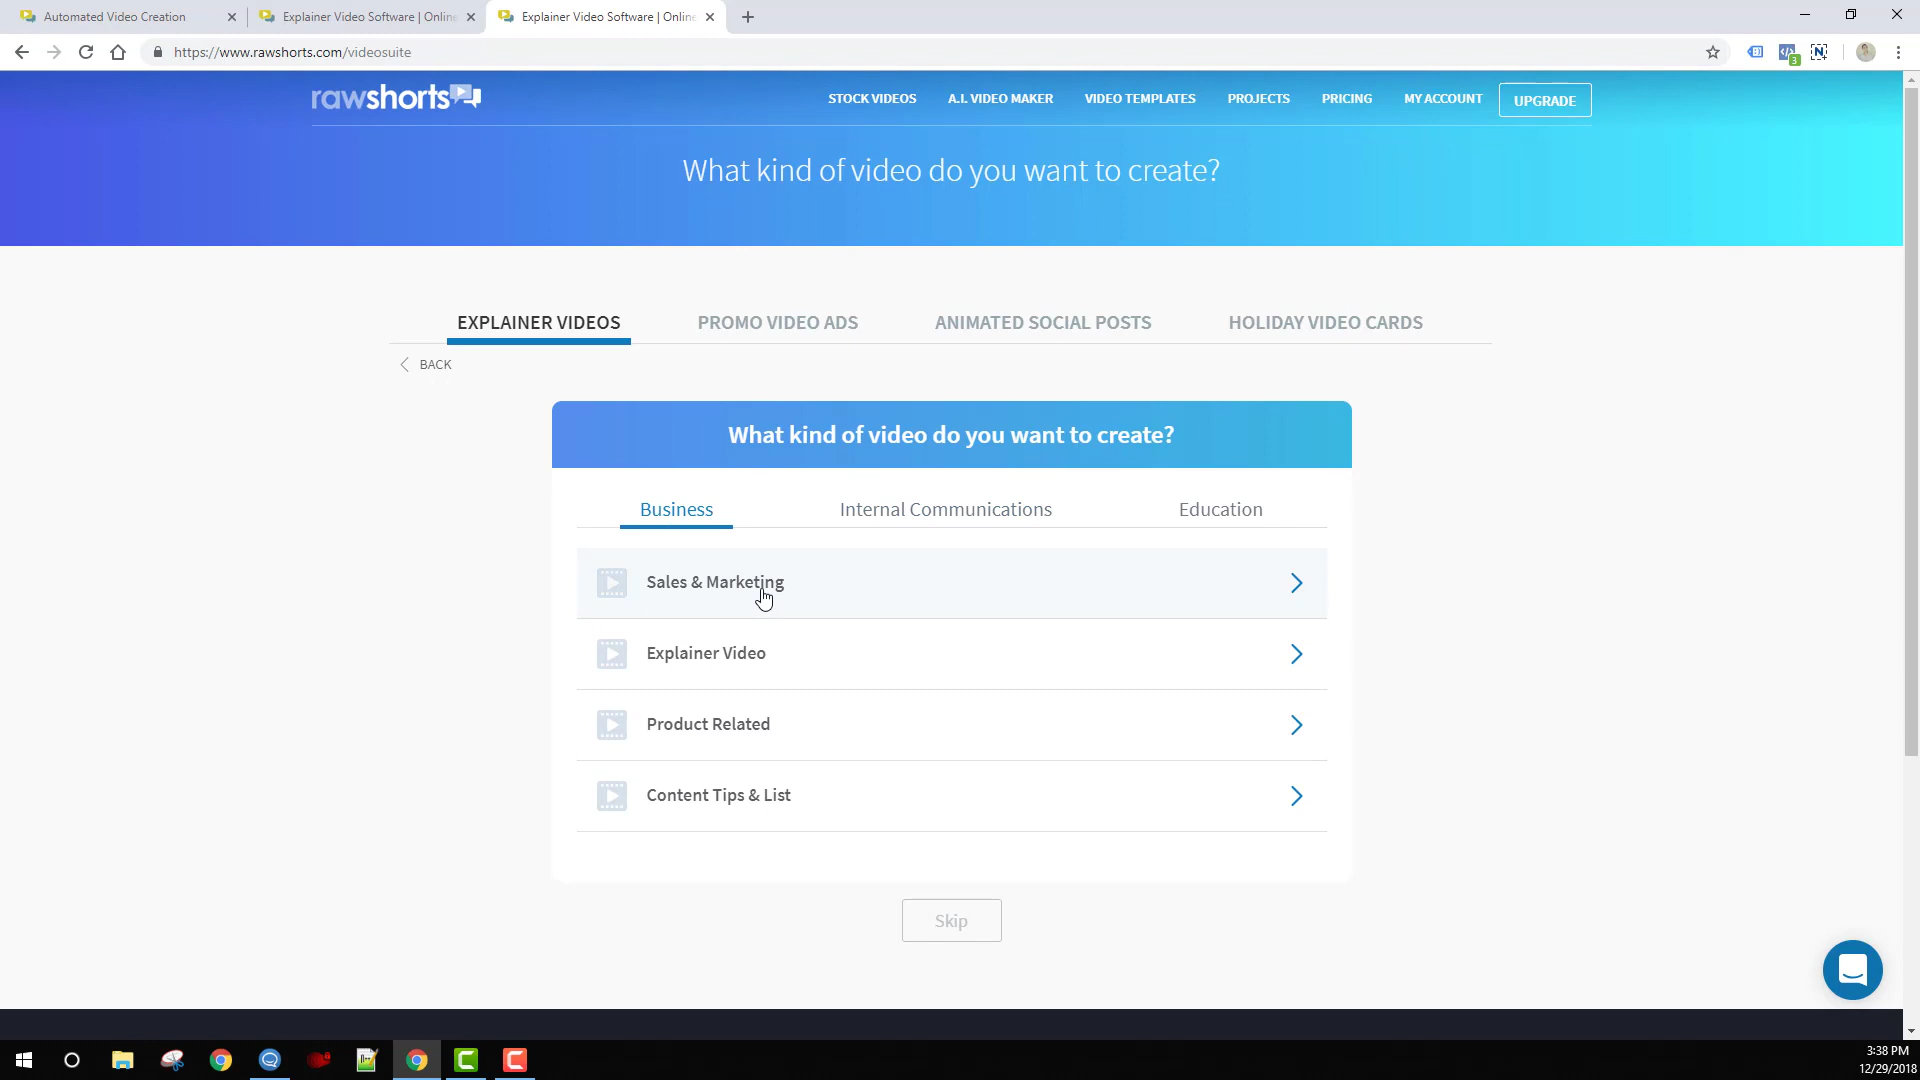 Automated Video Creation
Explainer Video Software | Online
Explainer Video Software | Online
https://www.rawshorts.com/videosuite
3
rawshorts
STOCK VIDEOS
A.I. VIDEO MAKER
VIDEO TEMPLATES
PROJECTS
PRICING
MY ACCOUNT
UPGRADE
What kind of video do you want to create?
EXPLAINER VIDEOS
PROMO VIDEO ADS
ANIMATED SOCIAL POSTS
HOLIDAY VIDEO CARDS
BACK
What kind of video do you want to create?
Business
Internal Communications
Education
Sales & Marketing
Explainer Video
Product Related
Content Tips & List
Skip
3:38 PM
12/29/2018